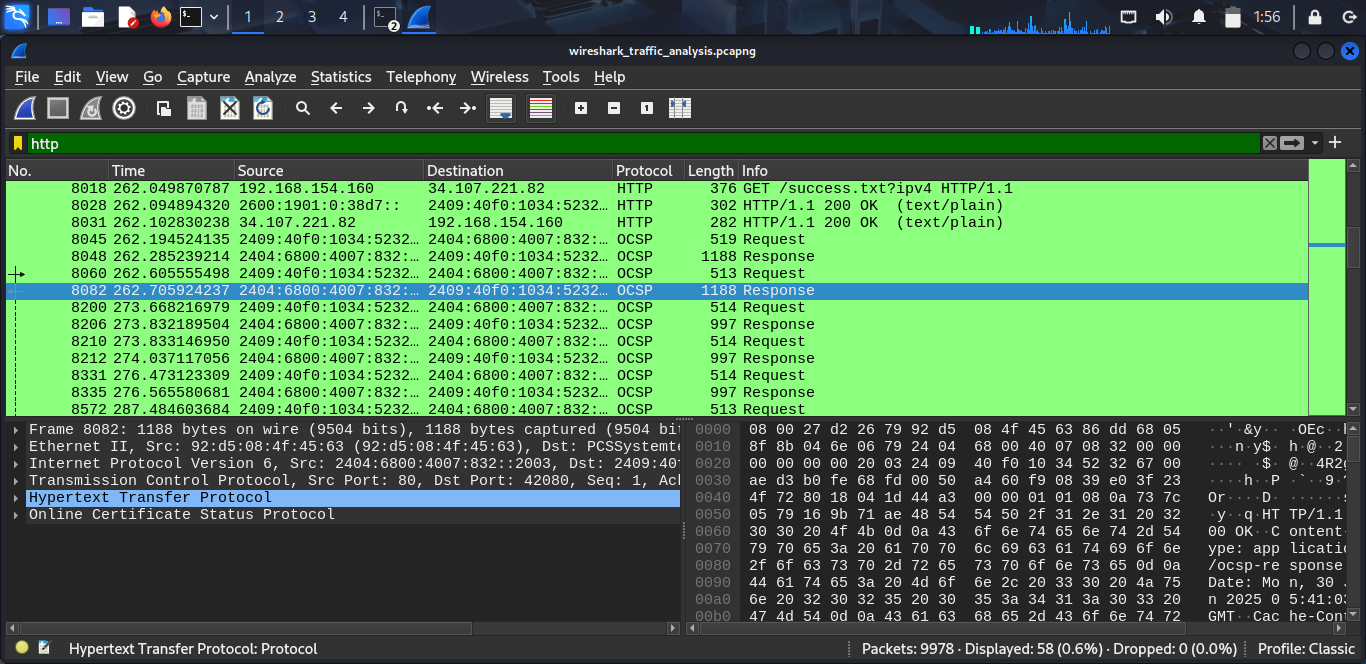 1 2 3 4 2 1:56
wireshark_traffic_analysis.pcapng
File Edit View Go Capture Analyze Statistics Telephony Wireless Tools Help
http
No. Time Source Destination Protocol Length Info
8018 262.049870787 192.168.154.160 34.107.221.82 HTTP 376 GET /success.txt?ipv4 HTTP/1.1
8028 262.094894320 2600:1901:0:38d7:: 2409:40f0:1034:5232… HTTP 302 HTTP/1.1 200 OK  (text/plain)
8031 262.102830238 34.107.221.82 192.168.154.160 HTTP 282 HTTP/1.1 200 OK  (text/plain)
8045 262.194524135 2409:40f0:1034:5232… 2404:6800:4007:832:… OCSP 519 Request
8048 262.285239214 2404:6800:4007:832:… 2409:40f0:1034:5232… OCSP 1188 Response
8060 262.605555498 2409:40f0:1034:5232… 2404:6800:4007:832:… OCSP 513 Request
8082 262.705924237 2404:6800:4007:832:… 2409:40f0:1034:5232… OCSP 1188 Response
8200 273.668216979 2409:40f0:1034:5232… 2404:6800:4007:832:… OCSP 514 Request
8206 273.832189504 2404:6800:4007:832:… 2409:40f0:1034:5232… OCSP 997 Response
8210 273.833146950 2409:40f0:1034:5232… 2404:6800:4007:832:… OCSP 514 Request
8212 274.037117056 2404:6800:4007:832:… 2409:40f0:1034:5232… OCSP 997 Response
8331 276.473123309 2409:40f0:1034:5232… 2404:6800:4007:832:… OCSP 514 Request
8335 276.565580681 2404:6800:4007:832:… 2409:40f0:1034:5232… OCSP 997 Response
8572 287.484603684 2409:40f0:1034:5232… 2404:6800:4007:832:… OCSP 513 Request
Frame 8082: 1188 bytes on wire (9504 bits), 1188 bytes captured (9504 bi
Ethernet II, Src: 92:d5:08:4f:45:63 (92:d5:08:4f:45:63), Dst: PCSSystemte
Internet Protocol Version 6, Src: 2404:6800:4007:832::2003, Dst: 2409:40
Transmission Control Protocol, Src Port: 80, Dst Port: 42080, Seq: 1, Ack
Hypertext Transfer Protocol
Online Certificate Status Protocol
0000 08 00 27 d2 26 79 92 d5 08 4f 45 63 86 dd 68 05 ··'·&y·· ·OEc··
0010 8f 8b 04 6e 06 79 24 04 68 00 40 07 08 32 00 00 ···n·y$· h·@··2
0020 00 00 00 00 20 03 24 09 40 f0 10 34 52 32 67 00 ···· ·$· @··4R2g
0030 ae d3 b0 fe 68 fd 00 50 a4 60 f9 08 39 e0 3f 23 ····h··P ·`··9·?
0040 4f 72 80 18 04 1d 44 a3 00 00 01 01 08 0a 73 7c Or····D· ······s
0050 05 79 16 9b 71 ae 48 54 54 50 2f 31 2e 31 20 32 ·y··q·HT TP/1.1
0060 30 30 20 4f 4b 0d 0a 43 6f 6e 74 65 6e 74 2d 54 00 OK··C ontent-
0070 79 70 65 3a 20 61 70 70 6c 69 63 61 74 69 6f 6e ype: app licatio
0080 2f 6f 63 73 70 2d 72 65 73 70 6f 6e 73 65 0d 0a /ocsp-re sponse
0090 44 61 74 65 3a 20 4d 6f 6e 2c 20 33 30 20 4a 75 Date: Mo n, 30 J
00a0 6e 20 32 30 32 35 20 30 35 3a 34 31 3a 30 33 20 n 2025 0 5:41:03
00b0 47 4d 54 0d 0a 43 61 63 68 65 2d 43 6f 6e 74 72 GMT··Cac he-Cont
Hypertext Transfer Protocol: Protocol Packets: 9978 · Displayed: 58 (0.6%) · Dropped: 0 (0.0%) Profile: Classic